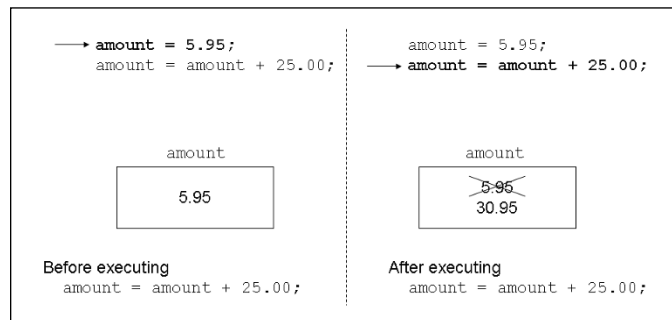 amount = 5.95;
amount = amount + 25.00;
amount
5.95
Before executing
amount = amount + 25.00;
amount = 5.95;
amount = amount + 25.00;
amount
5.95
30.95
After executing
amount = amount + 25.00;